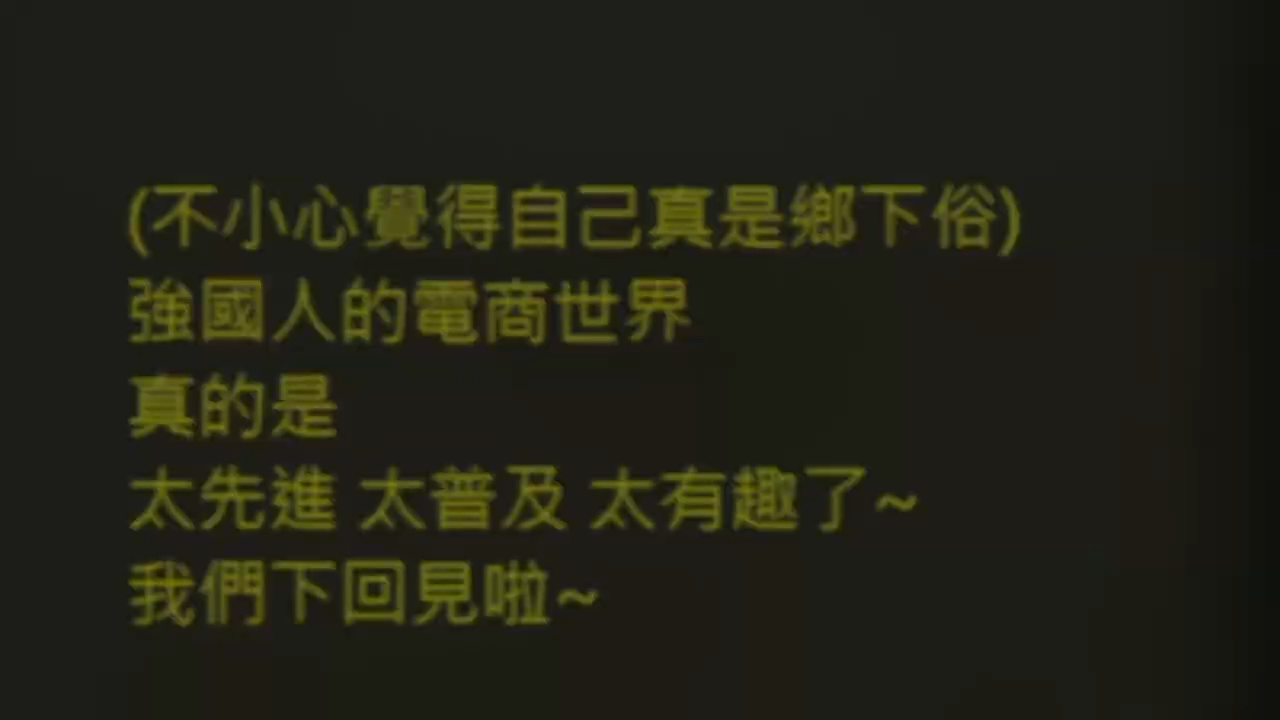 (不小心覺得自己真是鄉下俗)
強國人的電商世界
真的是
太先進 太普及 太有趣了~
我們下回見啦~